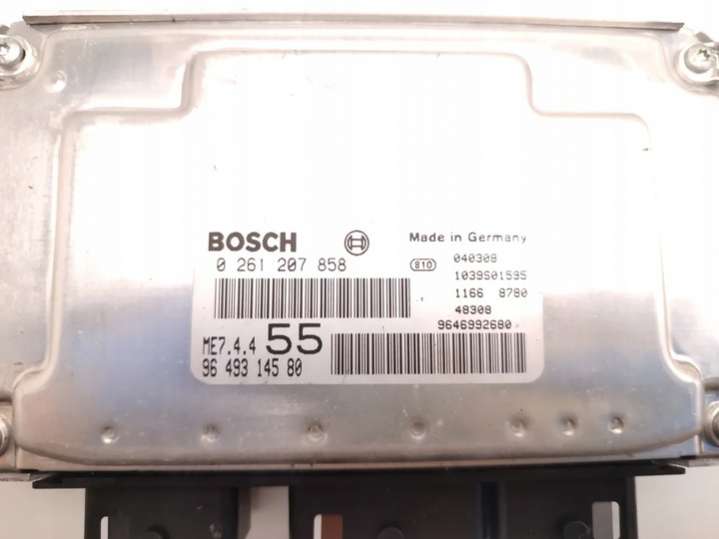 BOSCH
0 261 207 858
Made in Germany
810 040308
1039S01595
1166 8780
48308
9646992680
ME7.4.4 55
96 493 145 80